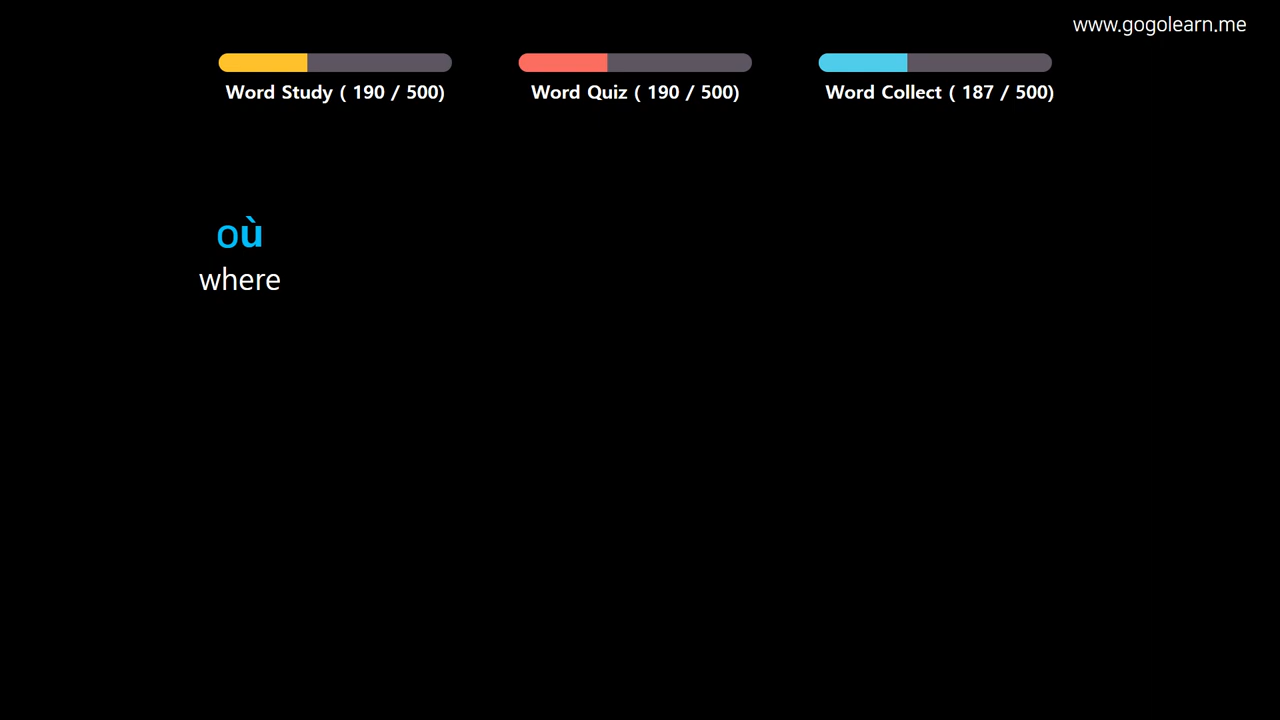 www.gogolearn.me
Word Study ( 190 / 500)
Word Quiz ( 190 / 500)
Word Collect ( 187 / 500)
où
where